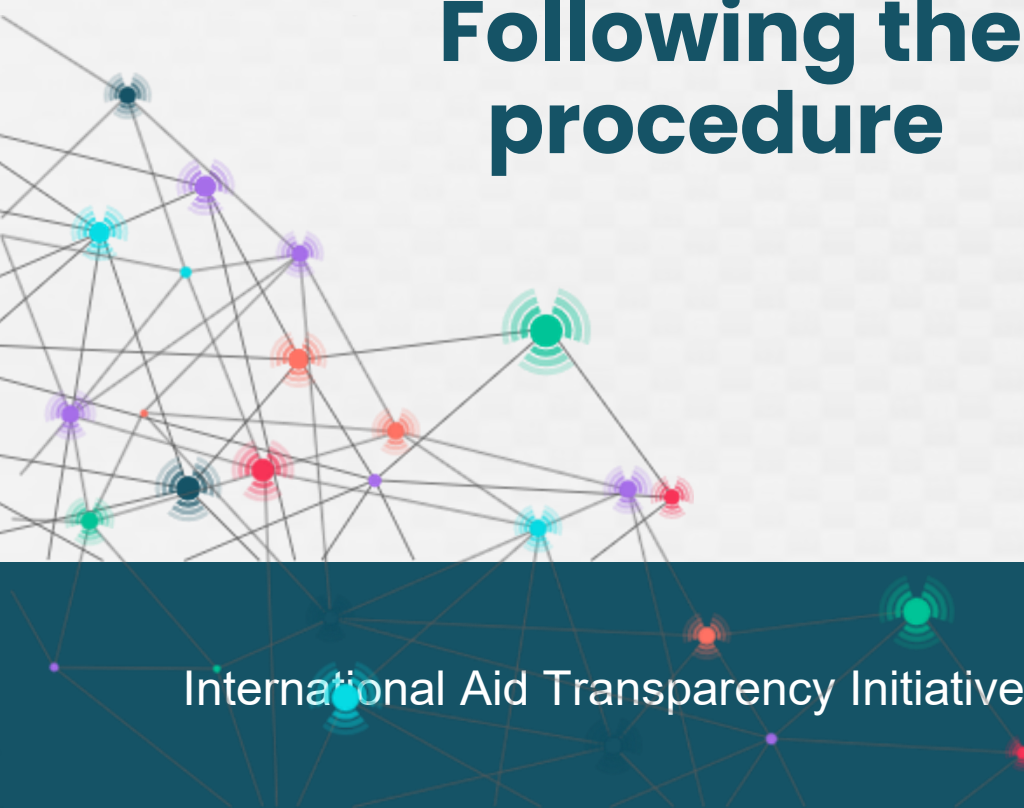 Following the
procedure
International Aid Transparency Initiative